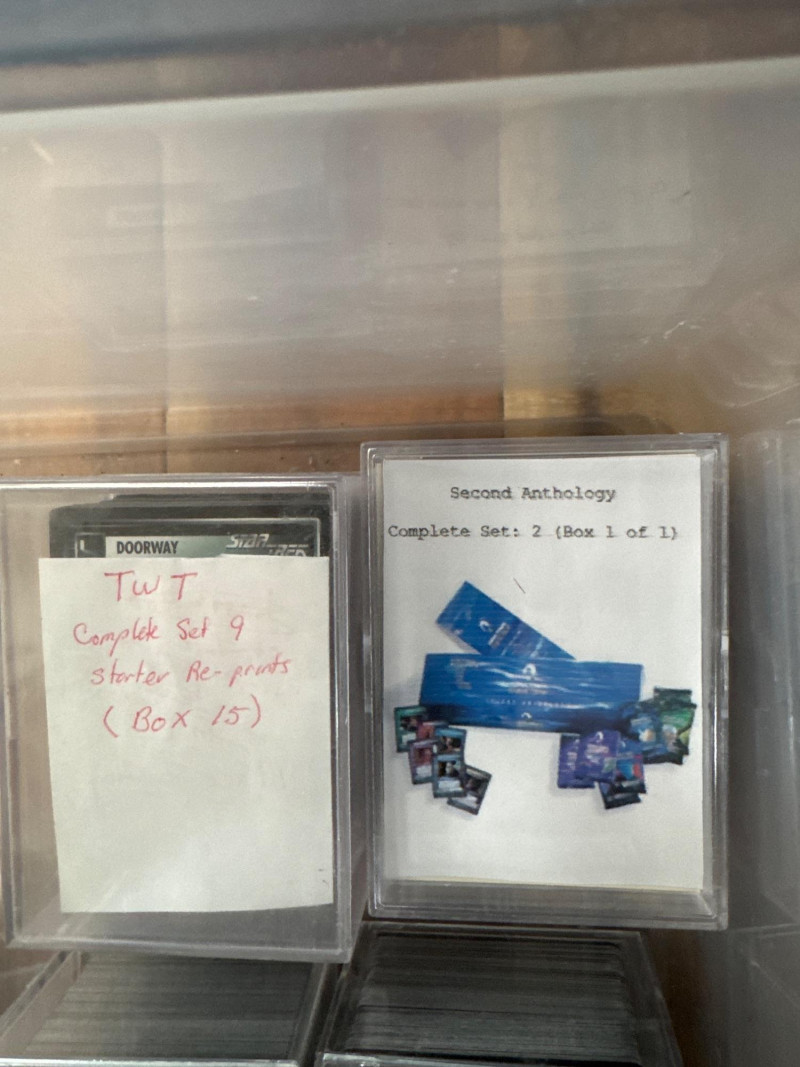 DOORWAY
STAR
TWT
Complete Set 9
Starter Re-prints
(Box 15)
Second Anthology
Complete Set: 2 (Box 1 of 1)